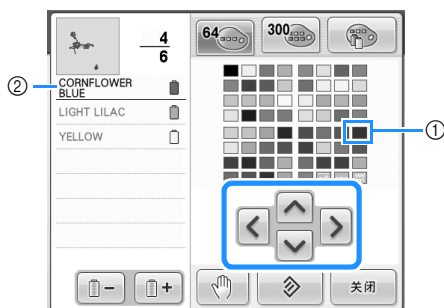 4
6
64
300
②
CORNFLOWER
BLUE
LIGHT LILAC
YELLOW
①
−
+
关闭